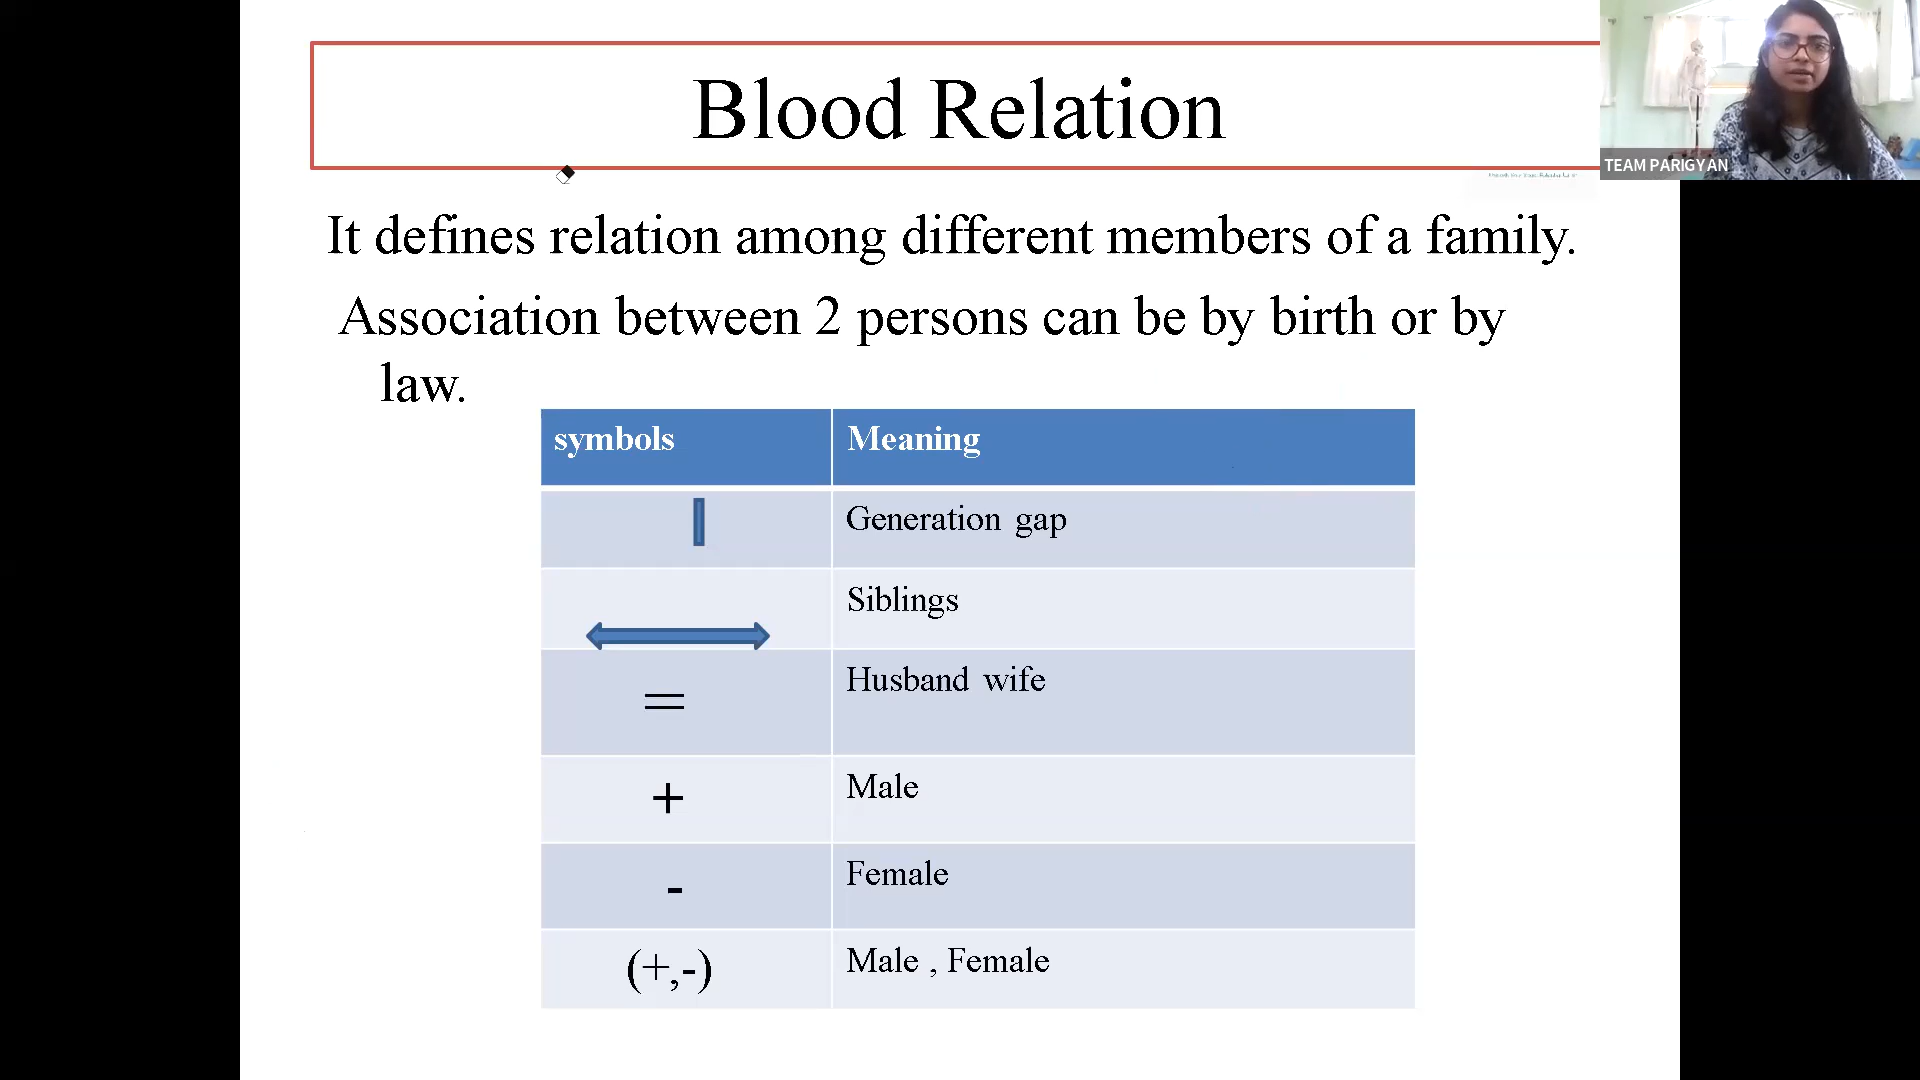 Blood Relation
TEAM PARIGYAN
It defines relation among different members of a family.
Association between 2 persons can be by birth or by
law.
symbols Meaning
Generation gap
Siblings
= Husband wife
+ Male
- Female
(+,-) Male , Female